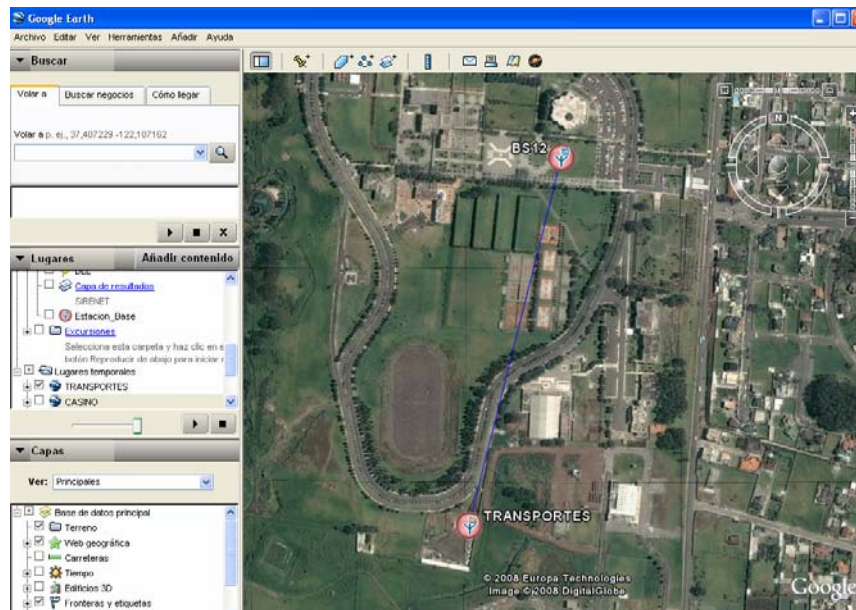 Google Earth
Archivo Editar Ver Herramientas Añadir Ayuda
Buscar
Volar a Buscar negocios Cómo llegar
Volar a p. ej., 37,407229 -122,107162
Lugares Añadir contenido
Capa de resultados
SIRENET
Estacion_Base
Excursiones
Selecciona esta carpeta y haz clic en e
botón Reproducir de abajo para iniciar
Lugares temporales
TRANSPORTES
CASINO
Capas
Ver: Principales
Base de datos principal
Terreno
Web geográfica
Carreteras
Tiempo
Edificios 3D
Fronteras y etiquetas
BS12
N
TRANSPORTES
© 2008 Europa Technologies
Image © 2008 DigitalGlobe
Google